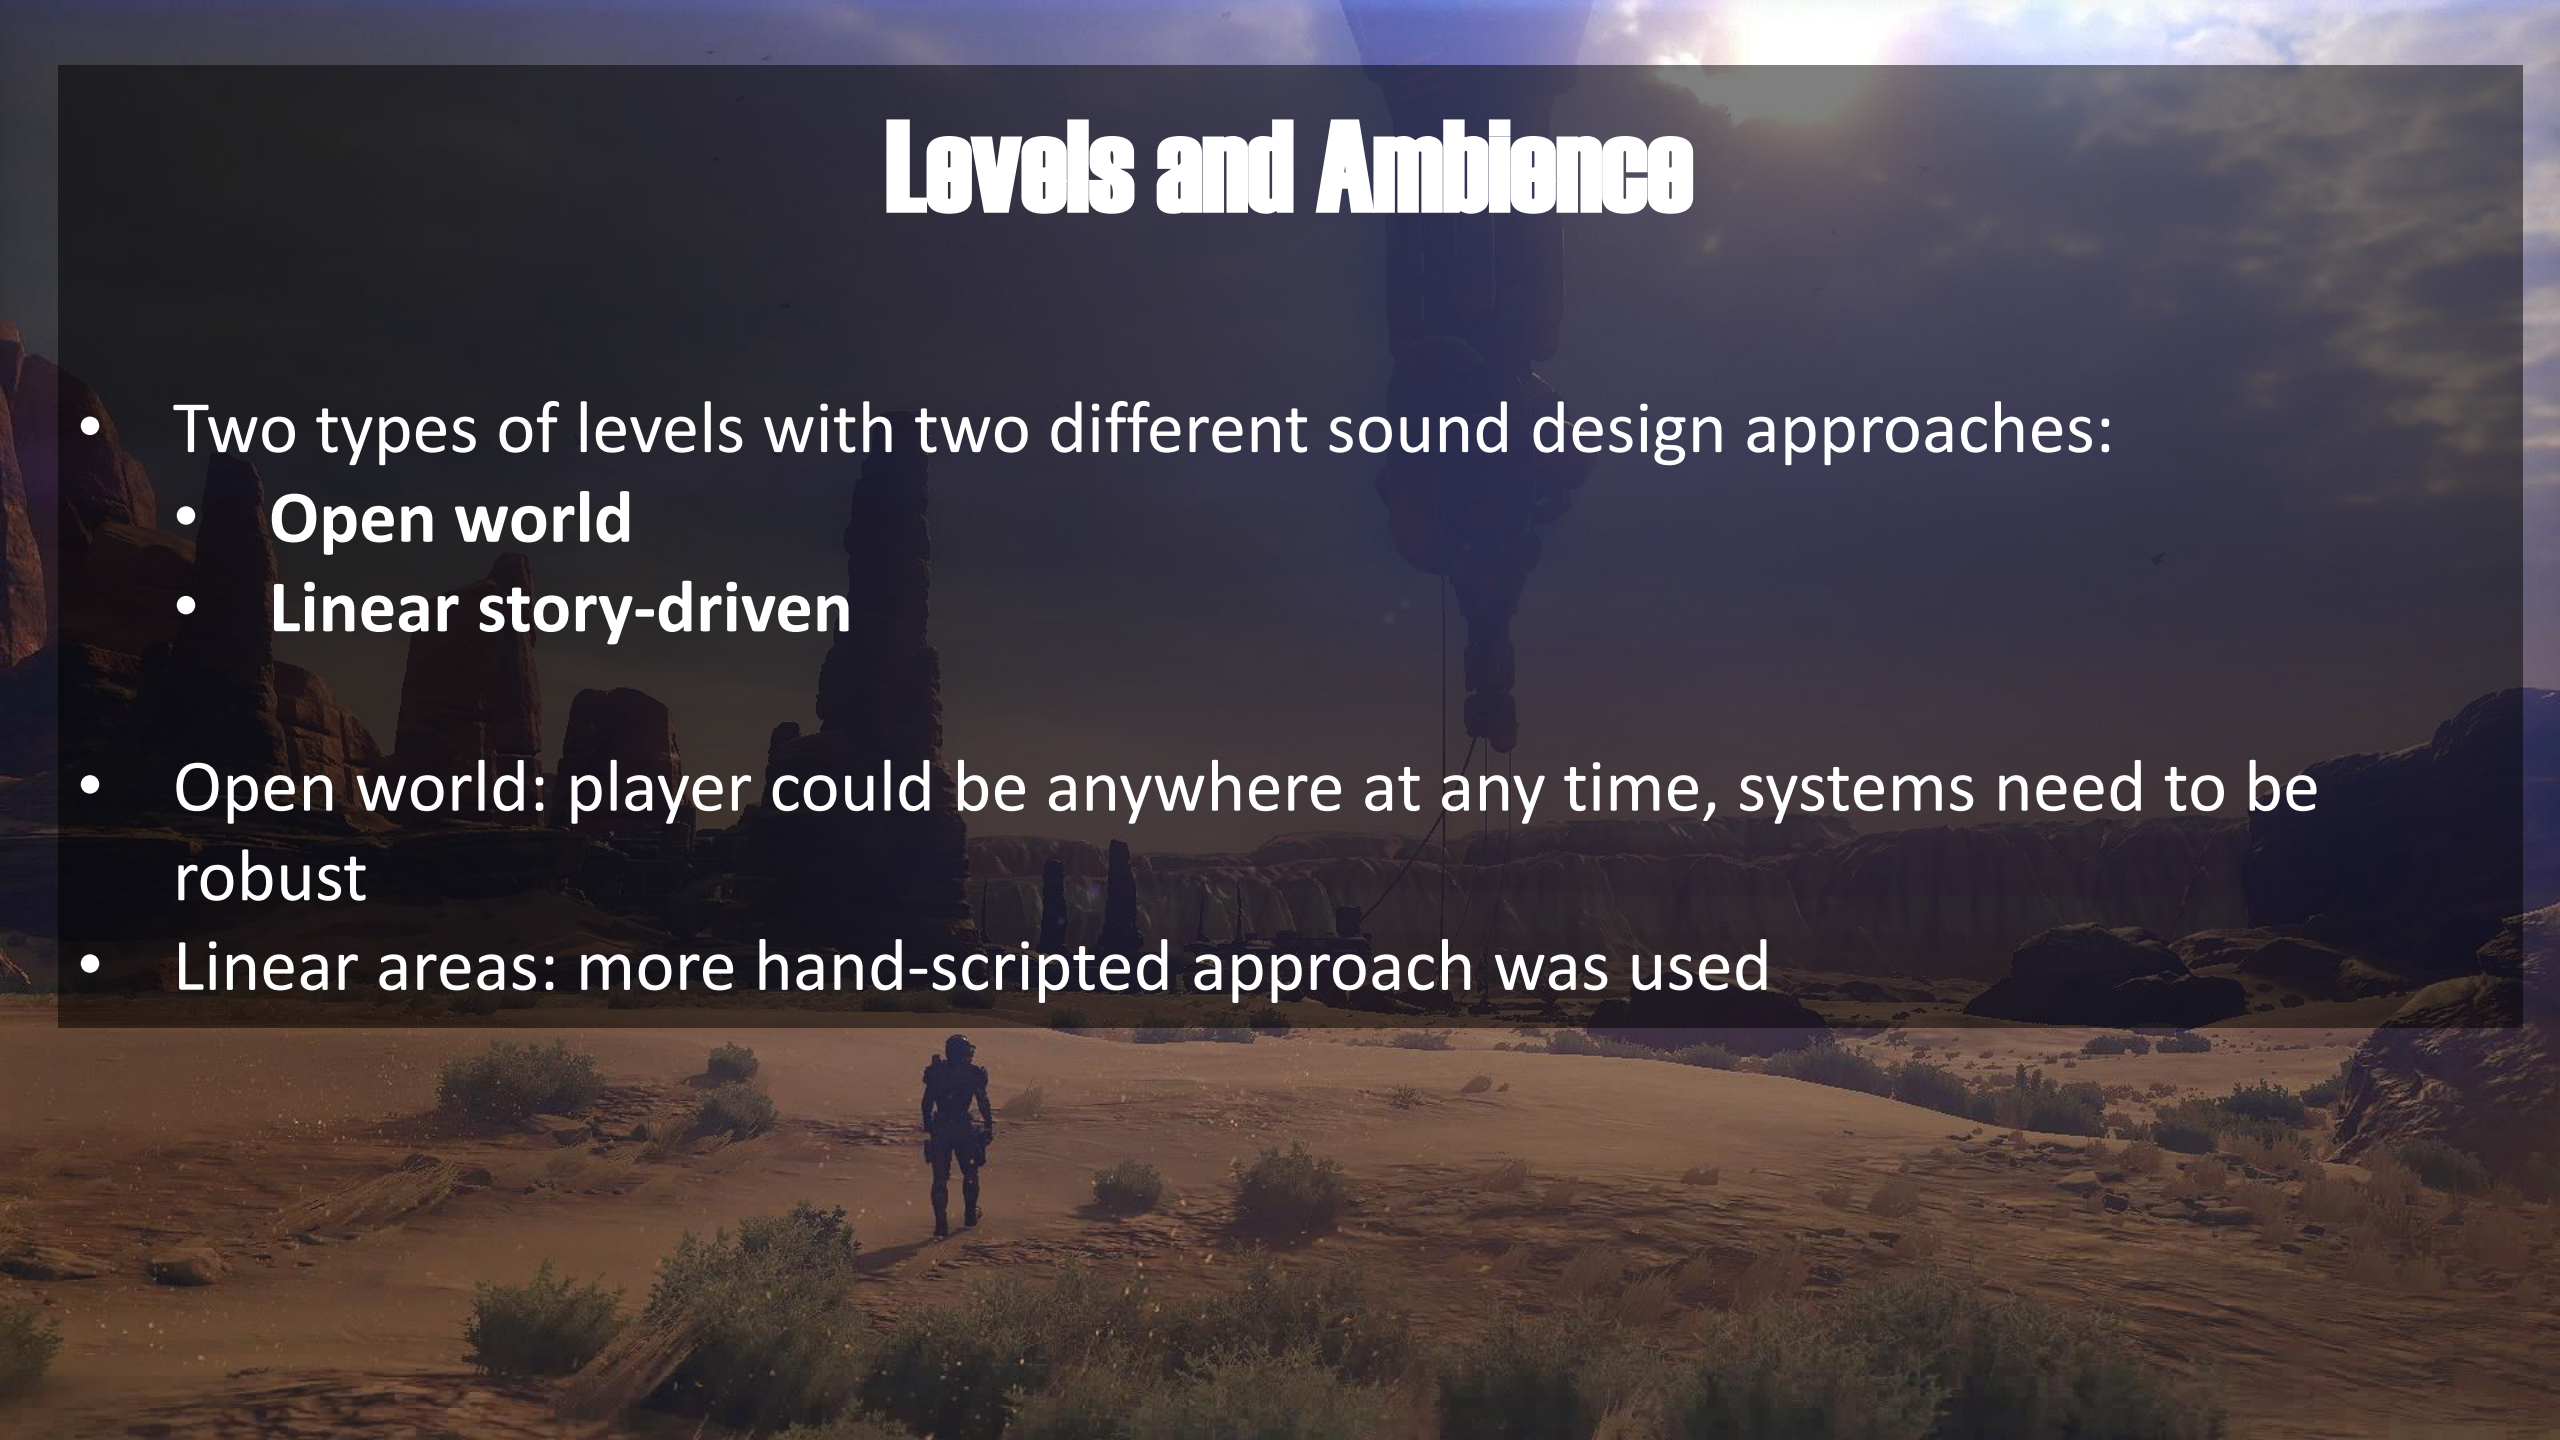 Levels and Ambience
• Two types of levels with two different sound design approaches:
• Open world
• Linear story-driven
• Open world: player could be anywhere at any time, systems need to be
robust
• Linear areas: more hand-scripted approach was used